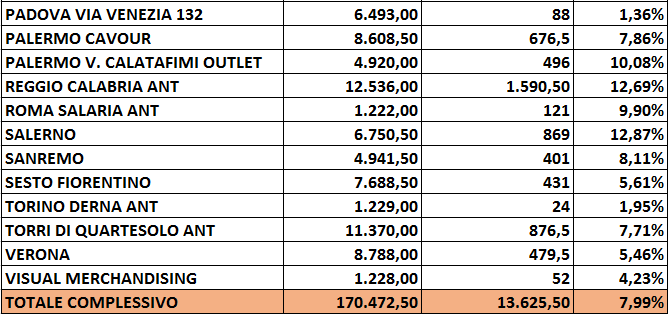 PADOVA VIA VENEZIA 132 6.493,00 88 1,36%
PALERMO CAVOUR 8.608,50 676,5 7,86%
PALERMO V. CALATAFIMI OUTLET 4.920,00 496 10,08%
REGGIO CALABRIA ANT 12.536,00 1.590,50 12,69%
ROMA SALARIA ANT 1.222,00 121 9,90%
SALERNO 6.750,50 869 12,87%
SANREMO 4.941,50 401 8,11%
SESTO FIORENTINO 7.688,50 431 5,61%
TORINO DERNA ANT 1.229,00 24 1,95%
TORRI DI QUARTESOLO ANT 11.370,00 876,5 7,71%
VERONA 8.788,00 479,5 5,46%
VISUAL MERCHANDISING 1.228,00 52 4,23%
TOTALE COMPLESSIVO 170.472,50 13.625,50 7,99%